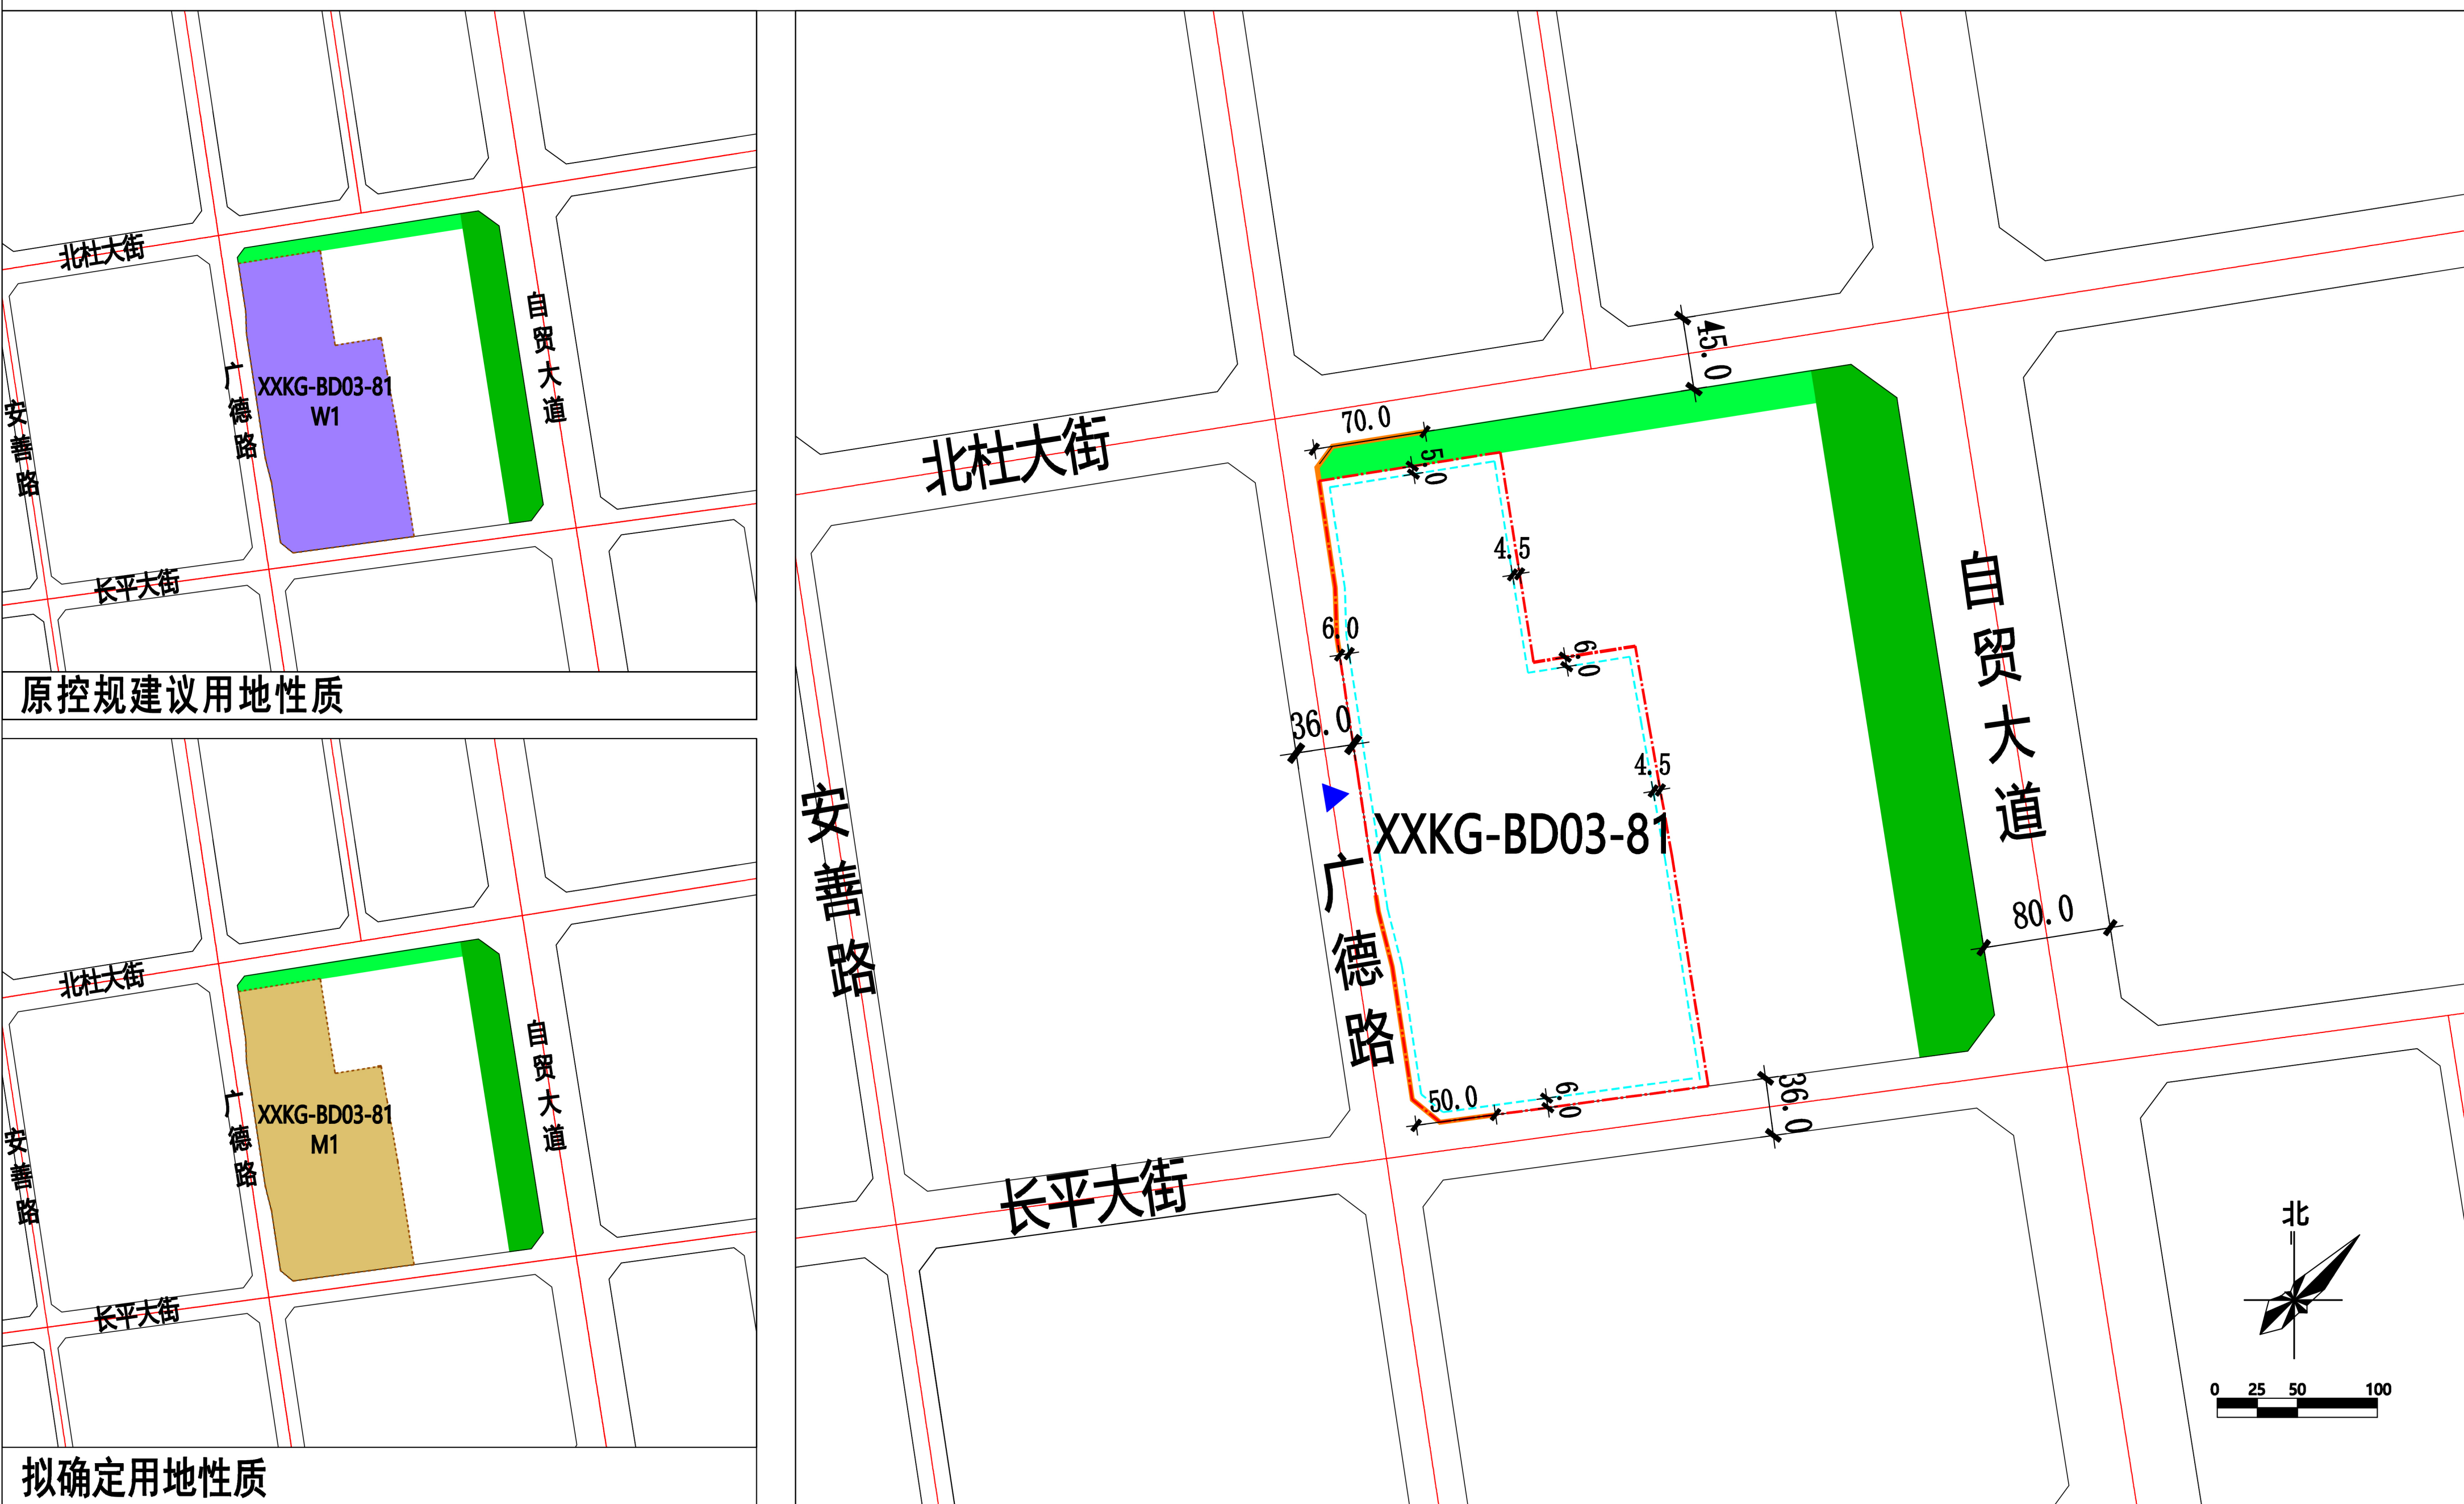 北杜大街
自贸大道
广德路
安善路
XXKG-BD03-81
W1
长平大街
原控规建议用地性质
北杜大街
自贸大道
广德路
安善路
XXKG-BD03-81
M1
长平大街
拟确定用地性质
45.0
70.0
北杜大街
5.0
4.5
自贸大道
6.0
6.0
36.0
4.5
安善路
XXKG-BD03-81
广德路
80.0
50.0
6.0
36.0
长平大街
北
0 25 50 100